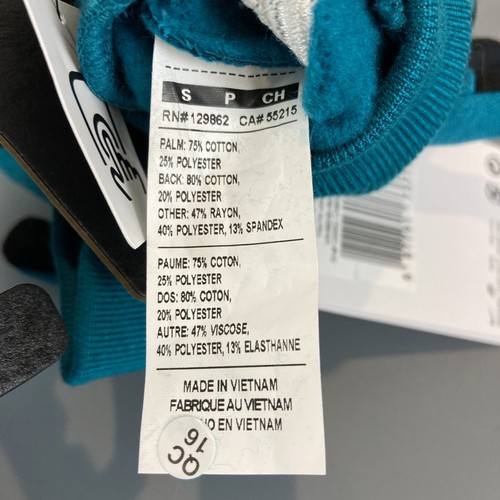 S P CH
RN#129862 CA#55215
PALM: 75% COTTON,
25% POLYESTER
BACK: 80% COTTON,
20% POLYESTER
OTHER: 47% RAYON,
40% POLYESTER, 13% SPANDEX
PAUME: 75% COTON,
25% POLYESTER
DOS: 80% COTON,
20% POLYESTER
AUTRE: 47% VISCOSE,
40% POLYESTER, 13% ELASTHANNE
MADE IN VIETNAM
FABRIQUE AU VIETNAM
EN VIETNAM
QC
16